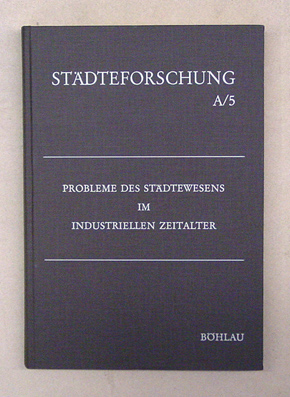 STÄDTEFORSCHUNG
A/5
PROBLEME DES STÄDTEWESENS
IM
INDUSTRIELLEN ZEITALTER
BÖHLAU